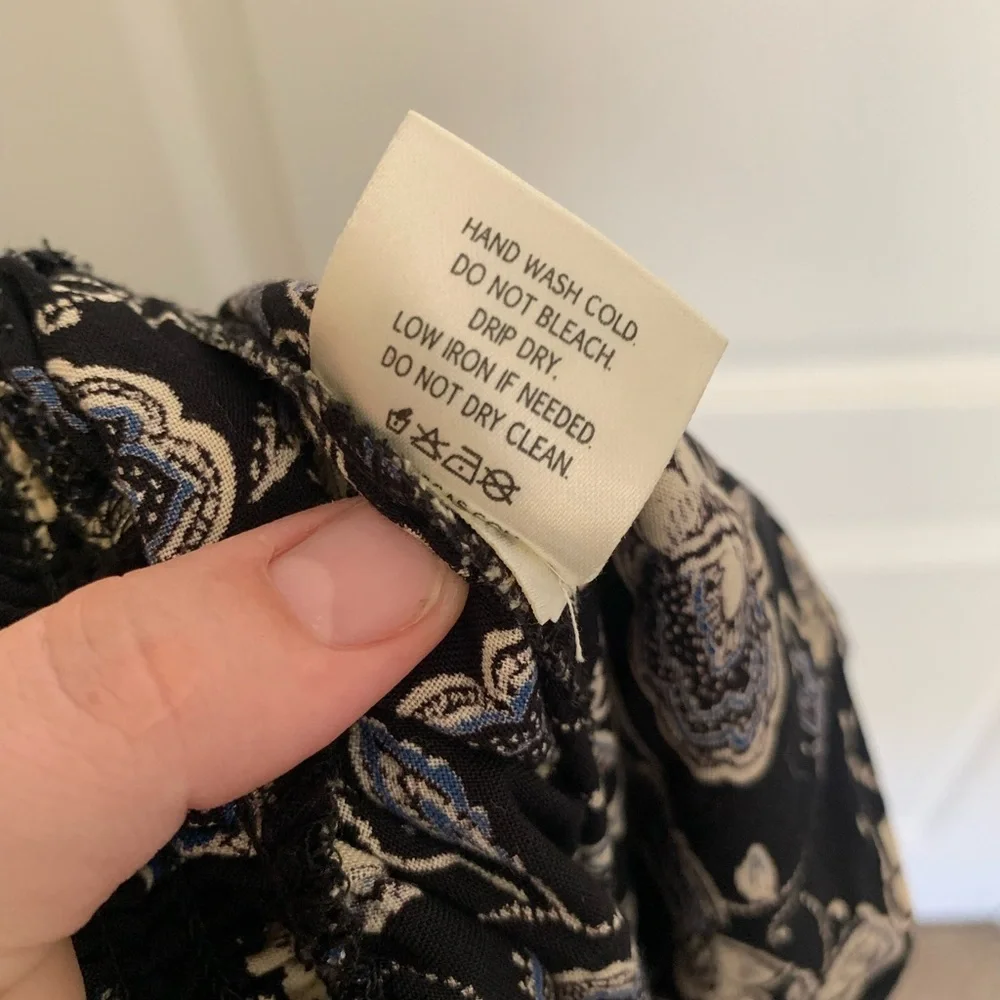 HAND WASH COLD.
DO NOT BLEACH.
DRIP DRY.
LOW IRON IF NEEDED.
DO NOT DRY CLEAN.